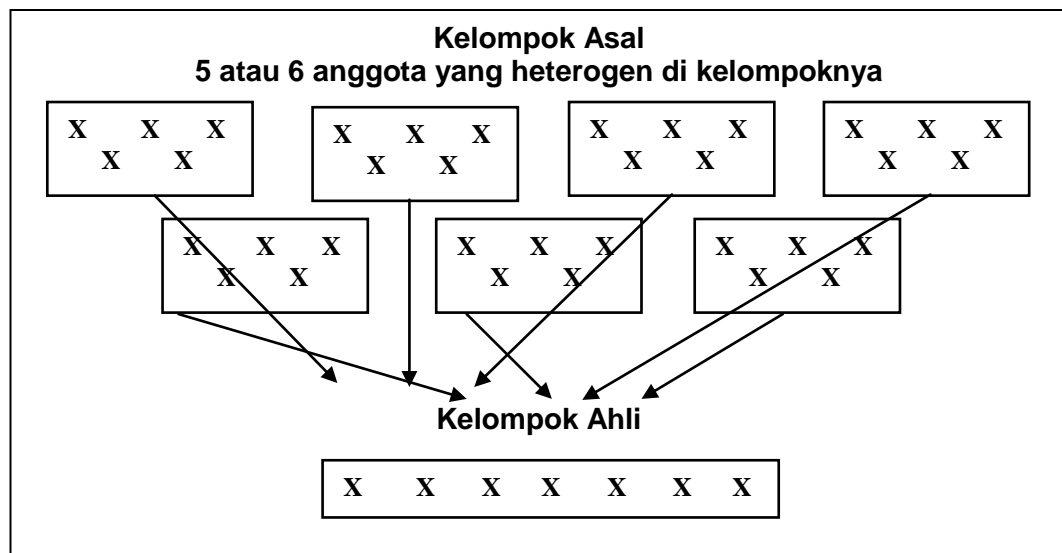 Kelompok Asal
5 atau 6 anggota yang heterogen di kelompoknya
X X X
X X
X X X
X X
X X X
X X
X X X
X X
X X X
X X
X X X
X X
X X X
X X
Kelompok Ahli
X X X X X X X